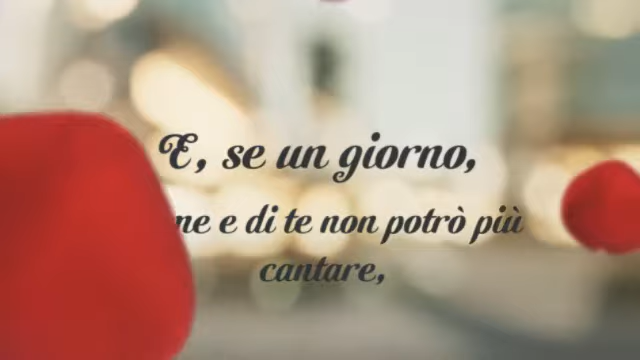 E, se un giorno,
e di te non potrò più
cantare,